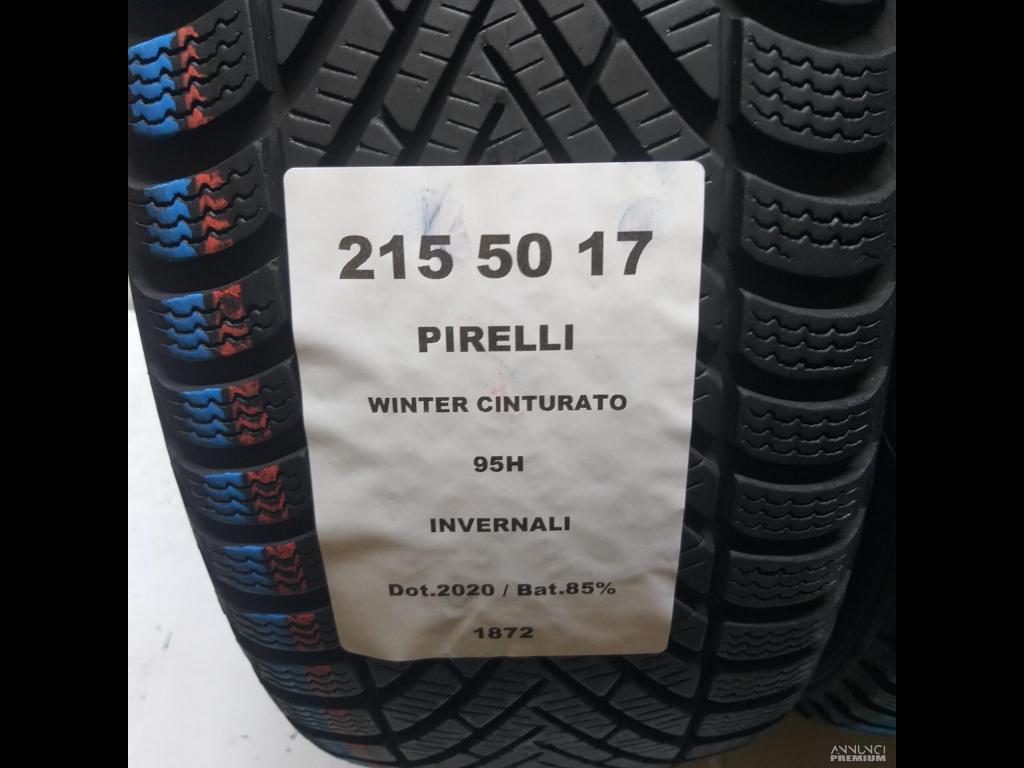 215 50 17
PIRELLI
WINTER CINTURATO
95H
INVERNALI
Dot.2020 / Bat.85%
1872
ANNUNCI
PREMIUM